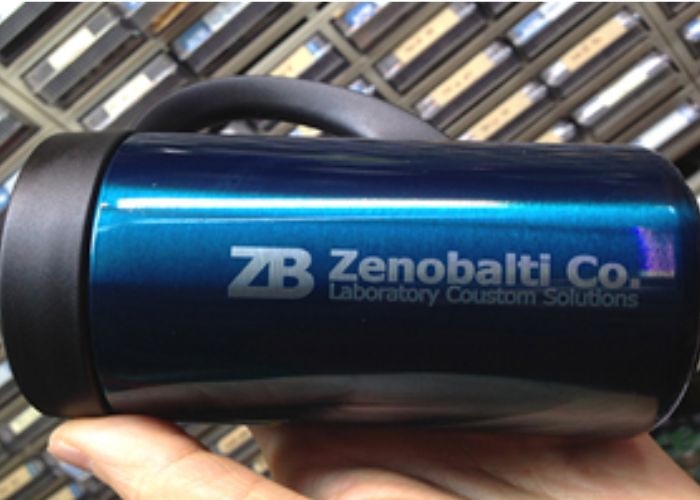 ZB
Zenobalti Co.
Laboratory Coustom Solutions